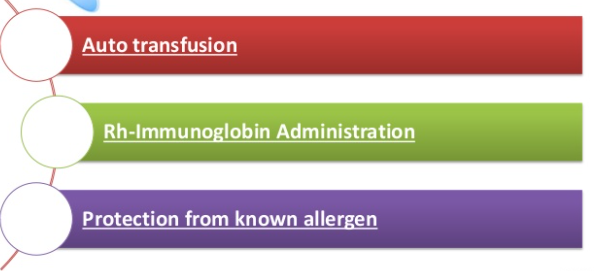 Auto transfusion
Rh-Immunoglobin Administration
Protection from known allergen